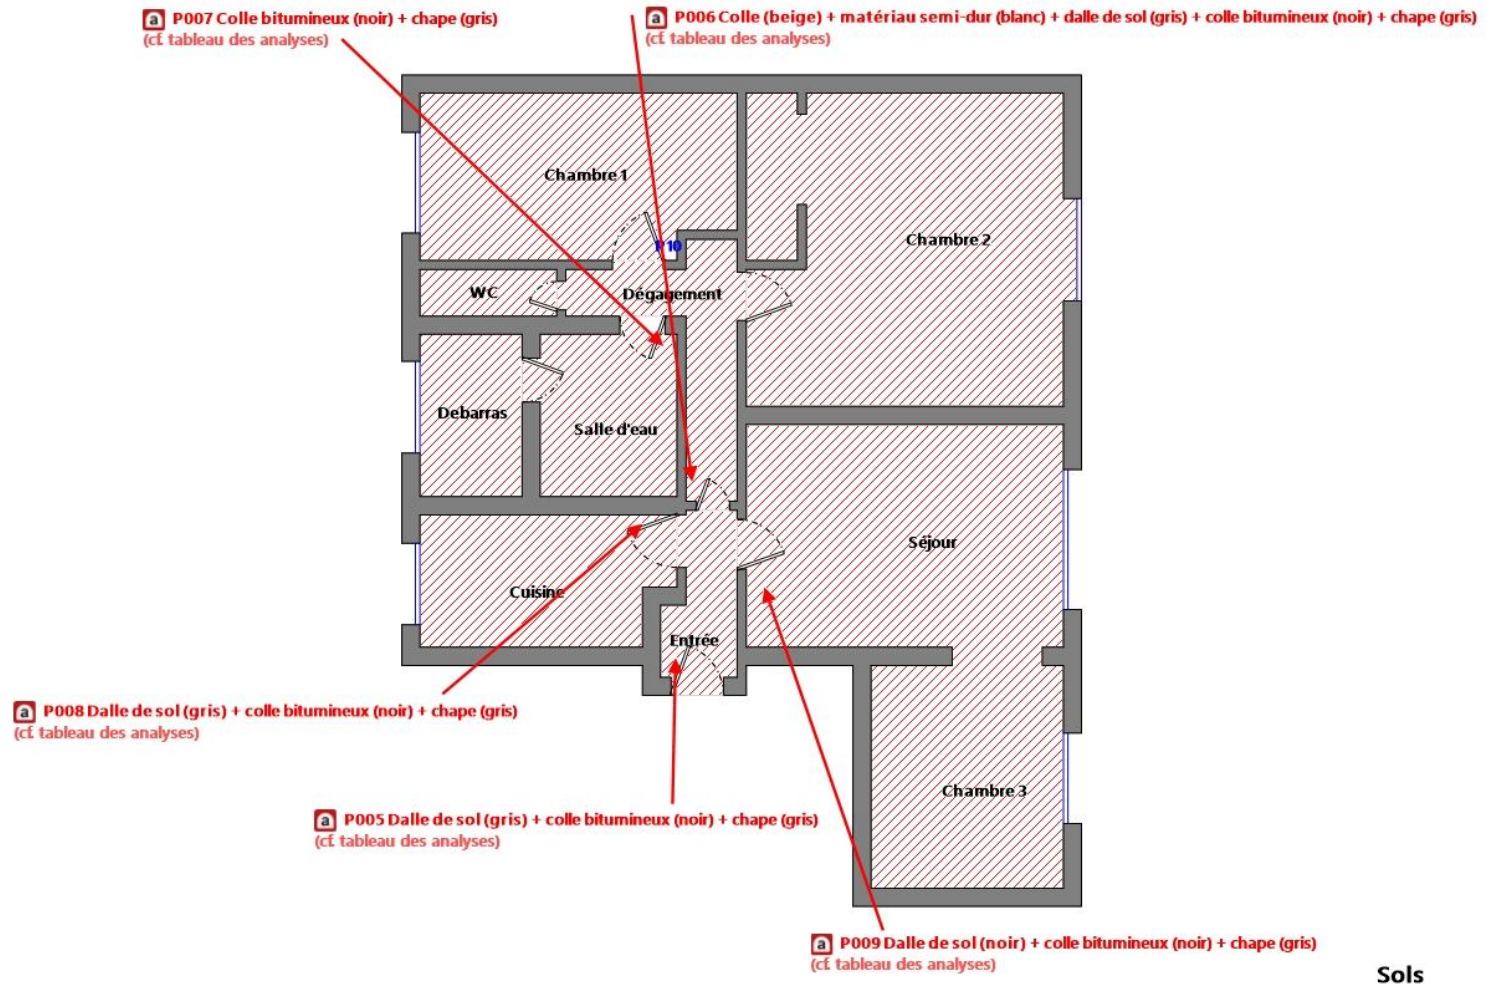 a P007 Colle bitumineux (noir) + chape (gris)
(cf. tableau des analyses)
a P006 Colle (beige) + matériau semi-dur (blanc) + dalle de sol (gris) + colle bitumineux (noir) + chape (gris)
(cf. tableau des analyses)
Chambre 1
P10
Chambre 2
WC
Dégagement
Debarras
Salle d'eau
Séjour
Cuisine
Entrée
a P008 Dalle de sol (gris) + colle bitumineux (noir) + chape (gris)
(cf. tableau des analyses)
Chambre 3
a P005 Dalle de sol (gris) + colle bitumineux (noir) + chape (gris)
(cf. tableau des analyses)
a P009 Dalle de sol (noir) + colle bitumineux (noir) + chape (gris)
(cf. tableau des analyses)
Sols